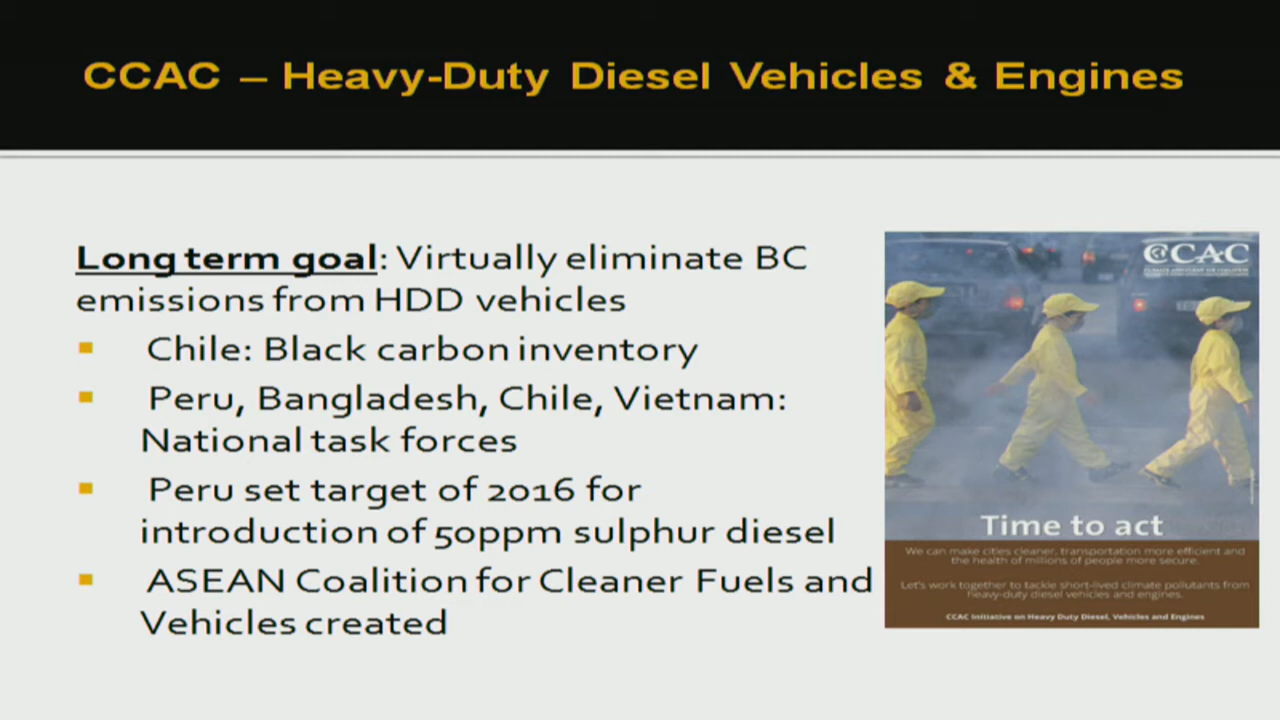 CCAC – Heavy-Duty Diesel Vehicles & Engines
Long term goal: Virtually eliminate BC
emissions from HDD vehicles
Chile: Black carbon inventory
Peru, Bangladesh, Chile, Vietnam:
National task forces
Peru set target of 2016 for
introduction of 50ppm sulphur diesel
ASEAN Coalition for Cleaner Fuels and
Vehicles created
CCAC
Time to act
We can make cities cleaner, transportation more efficient and
the health of millions of people more secure.
Let's work together to tackle short-lived climate pollutants from
heavy-duty diesel vehicles and engines.
CCAC Initiative on Heavy Duty Diesel, Vehicles and Engines